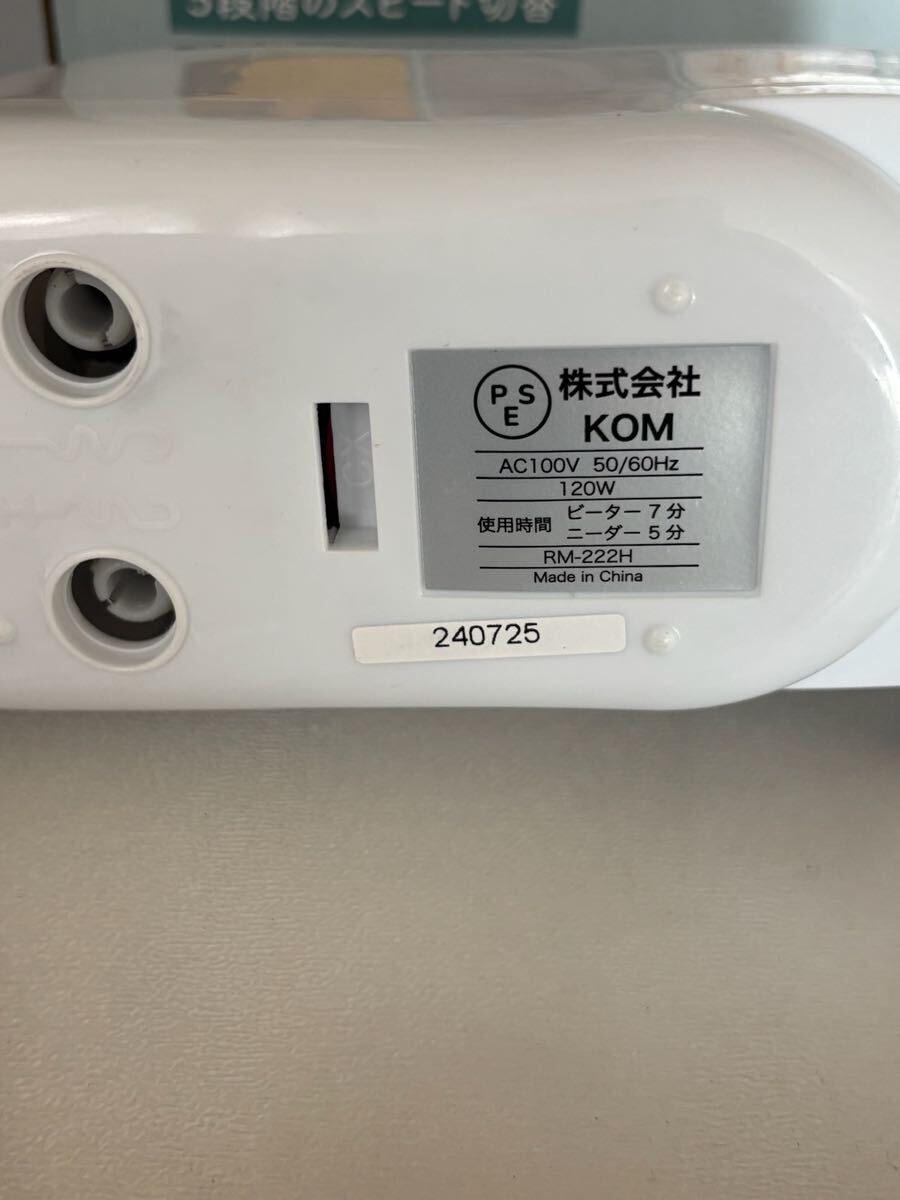 5段階のスピード切替
PSE
株式会社
KOM
AC100V 50/60Hz
120W
使用時間 ビーター 7 分
ニーダー 5 分
RM-222H
Made in China
240725